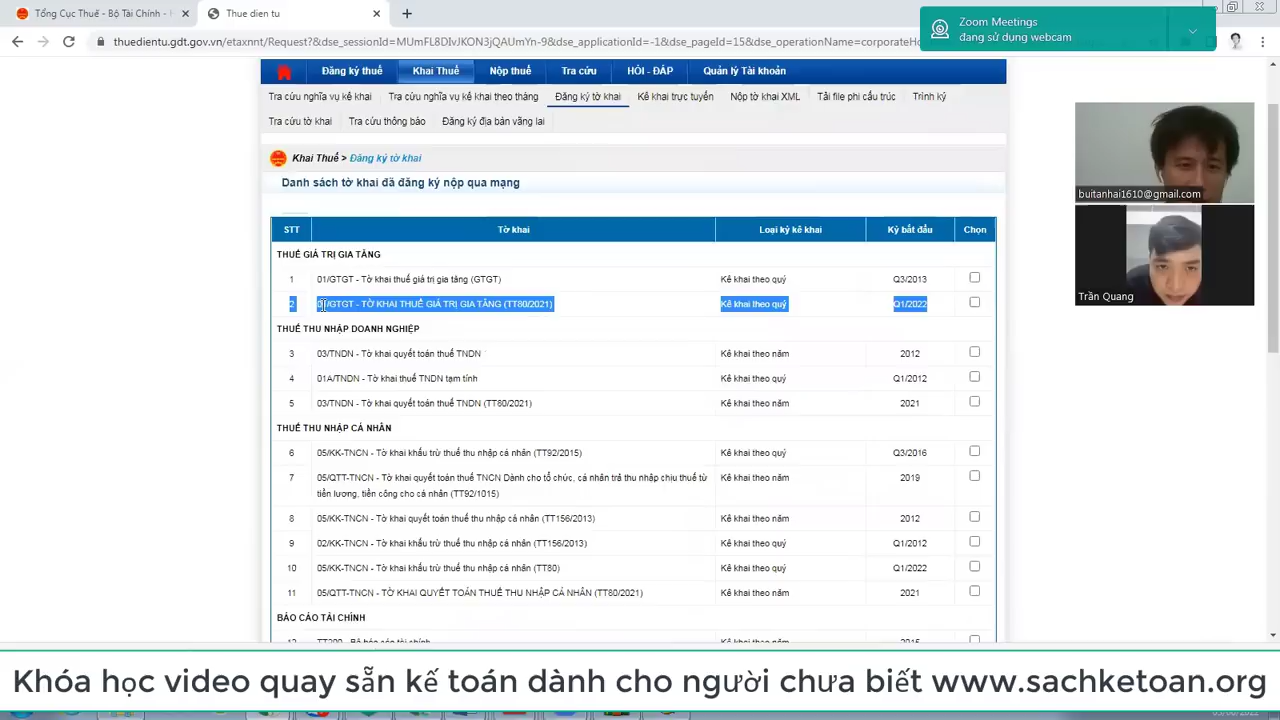 Tổng Cục Thuế - Bộ Tài Chính -
Thue dien tu
Zoom Meetings
đang sử dụng webcam
thuedientu.gdt.gov.vn/etaxnnt/Request?&dse_sessionId=MUmFL8DIvJKON3jQAUmYn-9&dse_applicationId=-1&dse_pageId=15&dse_operationName=corporateHo
Đăng ký thuế
Khai Thuế
Nộp thuế
Tra cứu
HỎI - ĐÁP
Quản lý Tài khoản
Tra cứu nghĩa vụ kê khai
Tra cứu nghĩa vụ kê khai theo tháng
Đăng ký tờ khai
Kê khai trực tuyến
Nộp tờ khai XML
Tải file phi cấu trúc
Trình ký
Tra cứu tờ khai
Tra cứu thông báo
Đăng ký địa bàn vãng lai
Khai Thuế > Đăng ký tờ khai
Danh sách tờ khai đã đăng ký nộp qua mạng
STT Tờ khai Loại kỳ kê khai Kỳ bắt đầu Chọn
THUẾ GIÁ TRỊ GIA TĂNG
1 01/GTGT - Tờ khai thuế giá trị gia tăng (GTGT) Kê khai theo quý Q3/2013
2 01/GTGT - TỜ KHAI THUẾ GIÁ TRỊ GIA TĂNG (TT80/2021) Kê khai theo quý Q1/2022
THUẾ THU NHẬP DOANH NGHIỆP
3 03/TNDN - Tờ khai quyết toán thuế TNDN Kê khai theo năm 2012
4 01A/TNDN - Tờ khai thuế TNDN tạm tính Kê khai theo quý Q1/2012
5 03/TNDN - Tờ khai quyết toán thuế TNDN (TT80/2021) Kê khai theo năm 2021
THUẾ THU NHẬP CÁ NHÂN
6 05/KK-TNCN - Tờ khai khấu trừ thuế thu nhập cá nhân (TT92/2015) Kê khai theo quý Q3/2016
7 05/QTT-TNCN - Tờ khai quyết toán thuế TNCN Dành cho tổ chức, cá nhân trả thu nhập chịu thuế từ Kê khai theo năm 2019
tiền lương, tiền công cho cá nhân (TT92/1015)
8 05/KK-TNCN - Tờ khai quyết toán thuế thu nhập cá nhân (TT156/2013) Kê khai theo năm 2012
9 02/KK-TNCN - Tờ khai khấu trừ thuế thu nhập cá nhân (TT156/2013) Kê khai theo quý Q1/2012
10 05/KK-TNCN - Tờ khai khấu trừ thuế thu nhập cá nhân (TT80) Kê khai theo quý Q1/2022
11 05/QTT-TNCN - TỜ KHAI QUYẾT TOÁN THUẾ THU NHẬP CÁ NHÂN (TT80/2021) Kê khai theo năm 2021
BÁO CÁO TÀI CHÍNH
buitanhai1610@gmail.com
Trần Quang
Khóa học video quay sẵn kế toán dành cho người chưa biết www.sachketoan.org